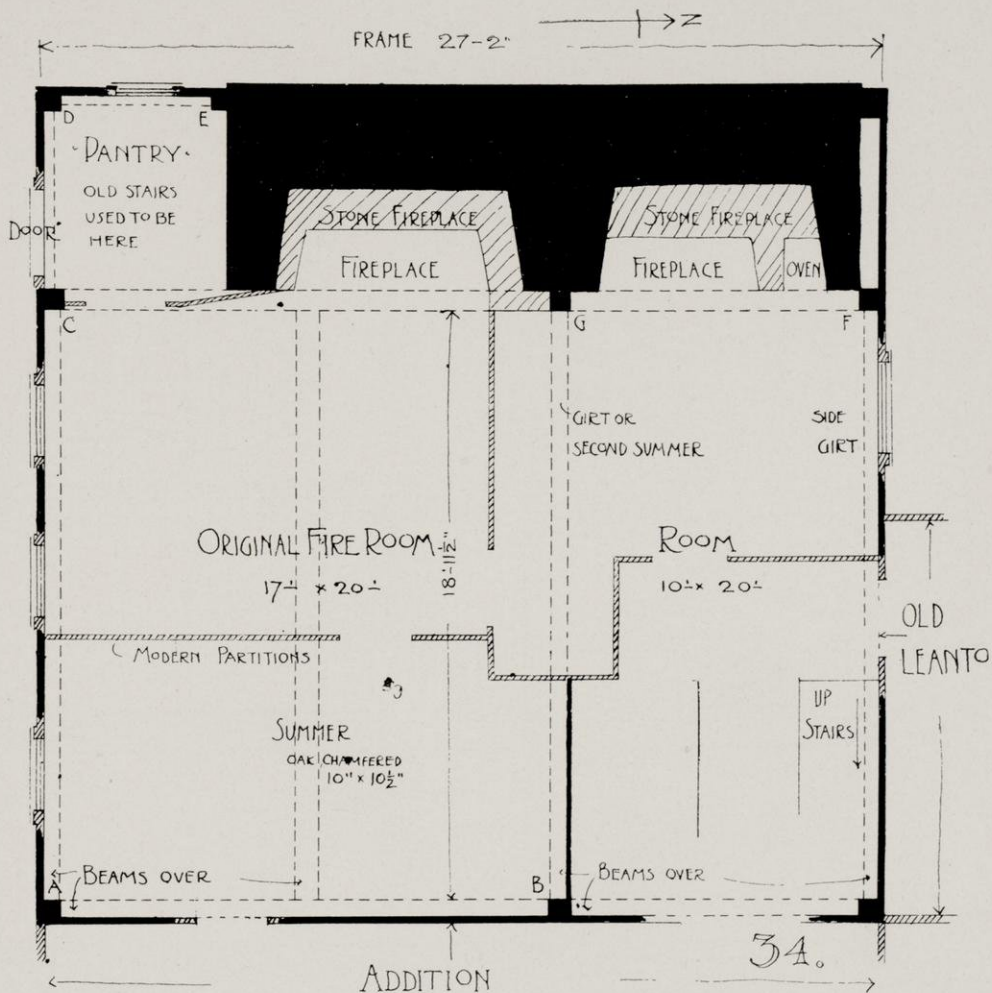 Z
FRAME 27-2"
D
E
PANTRY
OLD STAIRS
USED TO BE
HERE
DOOR
STONE FIREPLACE
FIREPLACE
STONE FIREPLACE
FIREPLACE
OVEN
C
G
F
GIRT OR
SECOND SUMMER
SIDE
GIRT
ORIGINAL FIRE ROOM
17- x 20-
18-11½"
ROOM
10- x 20-
OLD
LEANTO
MODERN PARTITIONS
SUMMER
OAK CHAMFERED
10" x 10½"
UP
STAIRS
A
BEAMS OVER
B
BEAMS OVER
34.
ADDITION